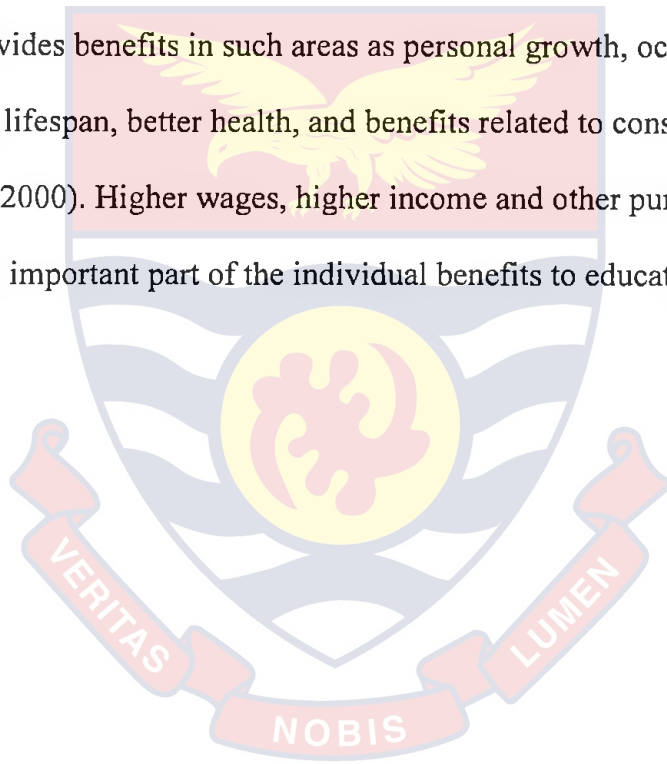 vides benefits in such areas as personal growth, oc
lifespan, better health, and benefits related to cons
2000). Higher wages, higher income and other pur
important part of the individual benefits to educat
VERITAS
NOBIS
LUMEN